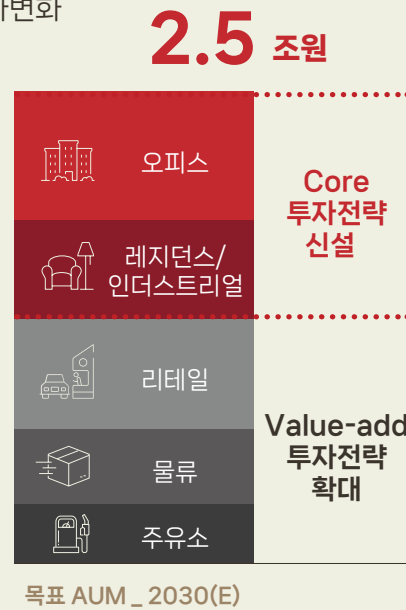 변화
2.5 조원
오피스
Core
투자전략
신설
레지던스/
인더스트리얼
리테일
Value-add
투자전략
확대
물류
주유소
목표 AUM _ 2030(E)